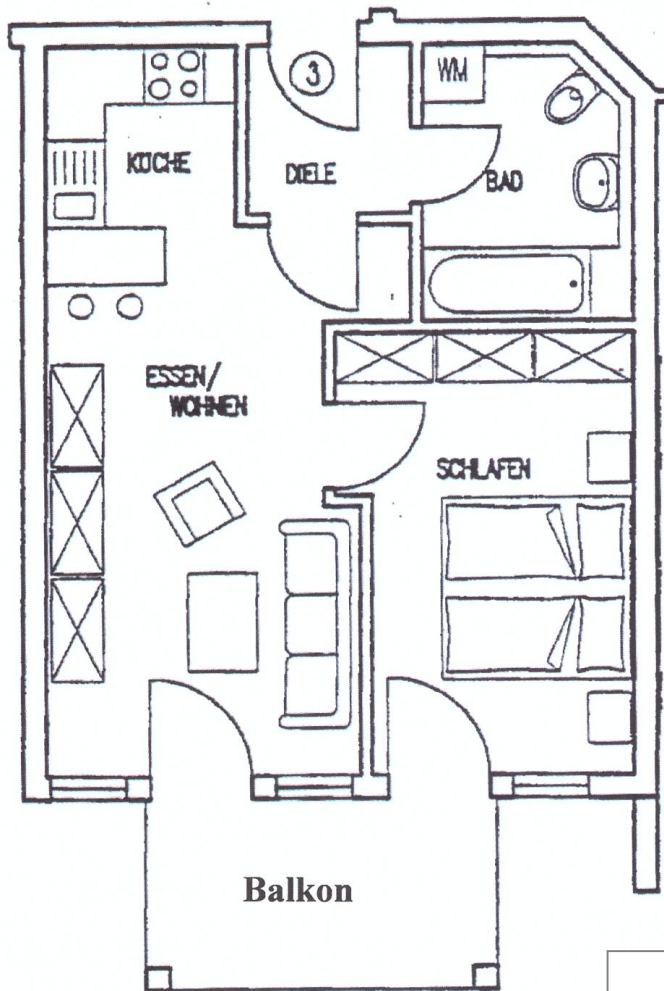 3
WM
KÜCHE
DIELE
BAD
ESSEN/
WOHNEN
SCHLAFEN
Balkon